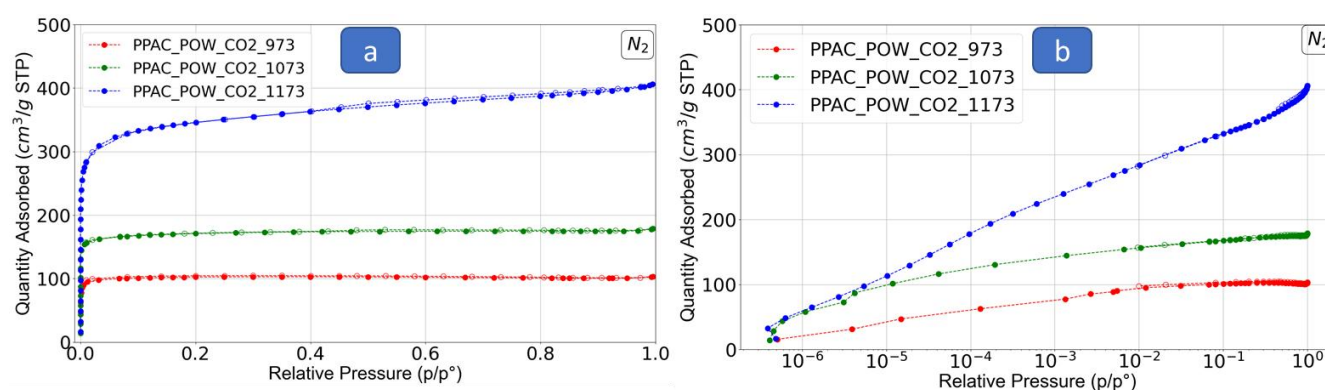 a
N₂
PPAC_POW_CO2_973
PPAC_POW_CO2_1073
PPAC_POW_CO2_1173
Quantity Adsorbed (cm³/g STP)
500
400
300
200
100
0
0.0 0.2 0.4 0.6 0.8 1.0
Relative Pressure (p/p°)
b
N₂
PPAC_POW_CO2_973
PPAC_POW_CO2_1073
PPAC_POW_CO2_1173
Quantity Adsorbed (cm³/g STP)
500
400
300
200
100
0
10⁻⁶ 10⁻⁵ 10⁻⁴ 10⁻³ 10⁻² 10⁻¹ 10⁰
Relative Pressure (p/p°)